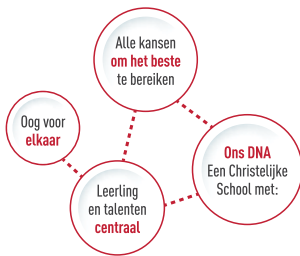 Alle kansen
om het beste
te bereiken
Oog voor
elkaar
Ons DNA
Een Christelijke
School met:
Leerling
en talenten
centraal